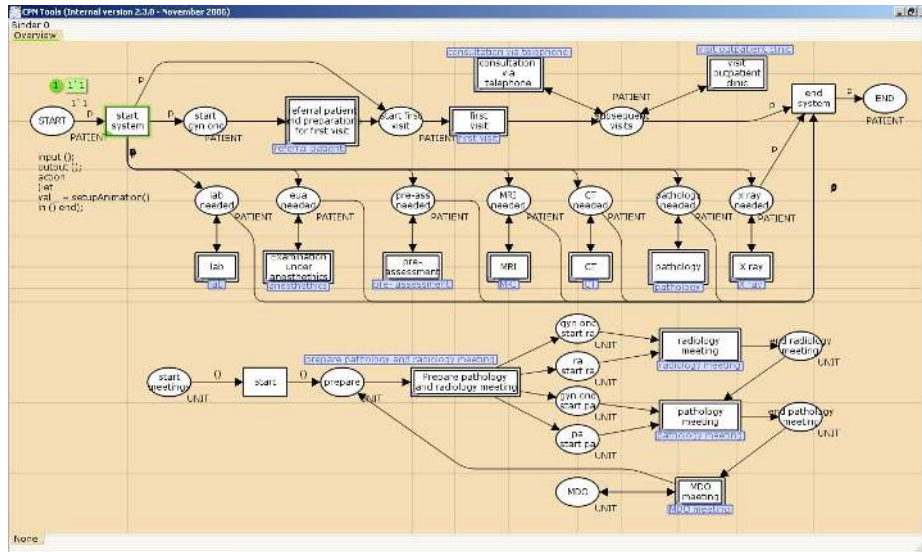 CPN Tools (Internal version 2.3.0 - November 2006)
Binder 0
Overview
consultation via telephone
visit outpatient clinic
consultation
via
telephone
visit
outpatient
clinic
1
1`1
1`1
p
START
p
start
system
p
start
gyn onc
referral patient
and preparation
for first visit
start first
visit
first
visit
PATIENT
subsequent
visits
p
end
system
p
END
PATIENT
PATIENT
PATIENT
PATIENT
PATIENT
referral patient
first visit
p
p
input ();
output ();
action
(let
val _ = setupAnimation()
in () end);
lab
needed
eua
needed
pre-ass
needed
MRI
needed
CT
needed
pathology
needed
x ray
needed
p
PATIENT
PATIENT
PATIENT
PATIENT
PATIENT
PATIENT
PATIENT
lab
Examination
under
anesthethics
pre-
assessment
MRI
CT
pathology
X ray
lab
anesthethics
pre- assessment
MRI
CT
pathology
X ray
prepare pathology and radiology meeting
gyn onc
start ra
UNIT
radiology
meeting
radiology meeting
end radiology
meeting
UNIT
start
meetings
()
start
()
prepare
Prepare pathology
and radiology meeting
ra
start ra
UNIT
UNIT
UNIT
gyn onc
start pa
UNIT
pathology
meeting
pathology meeting
end pathology
meeting
UNIT
pa
start pa
UNIT
MDO
UNIT
MDO
meeting
MDO meeting
None